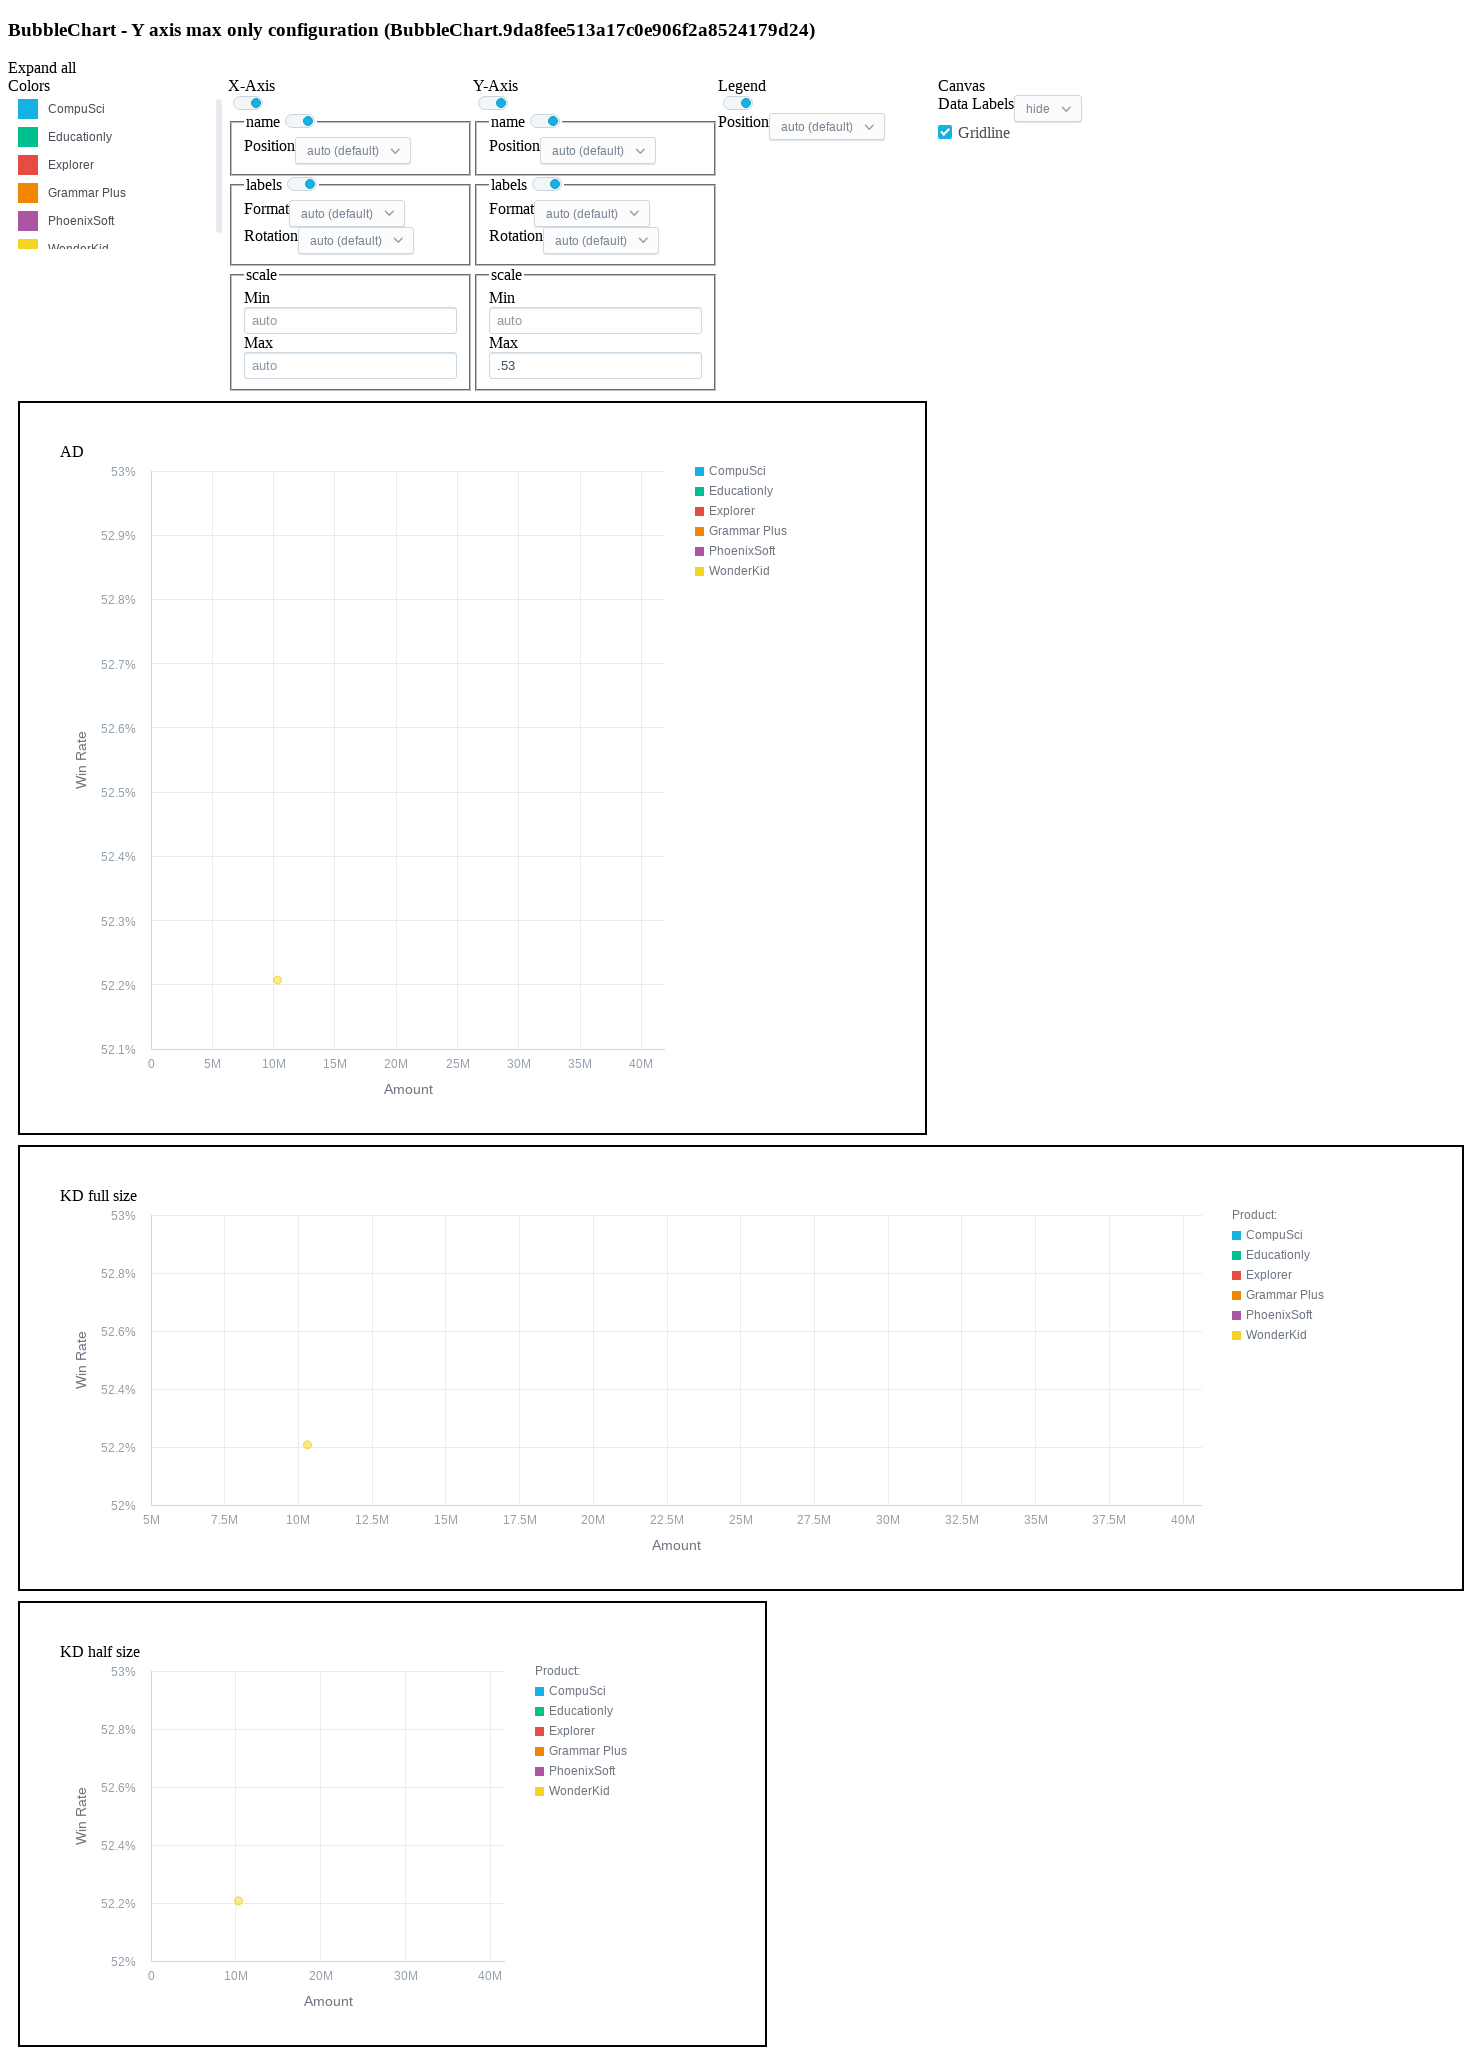 BubbleChart - Y axis max only configuration (BubbleChart.9da8fee513a17c0e906f2a8524179d24)
Expand all
Colors
CompuSci
Educationly
Explorer
Grammar Plus
PhoenixSoft
WonderKid
X-Axis
name
Position auto (default)
labels
Format auto (default)
Rotation auto (default)
scale
Min
auto
Max
auto
Y-Axis
name
Position auto (default)
labels
Format auto (default)
Rotation auto (default)
scale
Min
auto
Max
.53
Legend
Position auto (default)
Canvas
Data Labels hide
Gridline
AD
53%
52.9%
52.8%
52.7%
52.6%
52.5%
52.4%
52.3%
52.2%
52.1%
Win Rate
0 5M 10M 15M 20M 25M 30M 35M 40M
Amount
CompuSci
Educationly
Explorer
Grammar Plus
PhoenixSoft
WonderKid
KD full size
53%
52.8%
52.6%
52.4%
52.2%
52%
Win Rate
5M 7.5M 10M 12.5M 15M 17.5M 20M 22.5M 25M 27.5M 30M 32.5M 35M 37.5M 40M
Amount
Product:
CompuSci
Educationly
Explorer
Grammar Plus
PhoenixSoft
WonderKid
KD half size
53%
52.8%
52.6%
52.4%
52.2%
52%
Win Rate
0 10M 20M 30M 40M
Amount
Product:
CompuSci
Educationly
Explorer
Grammar Plus
PhoenixSoft
WonderKid